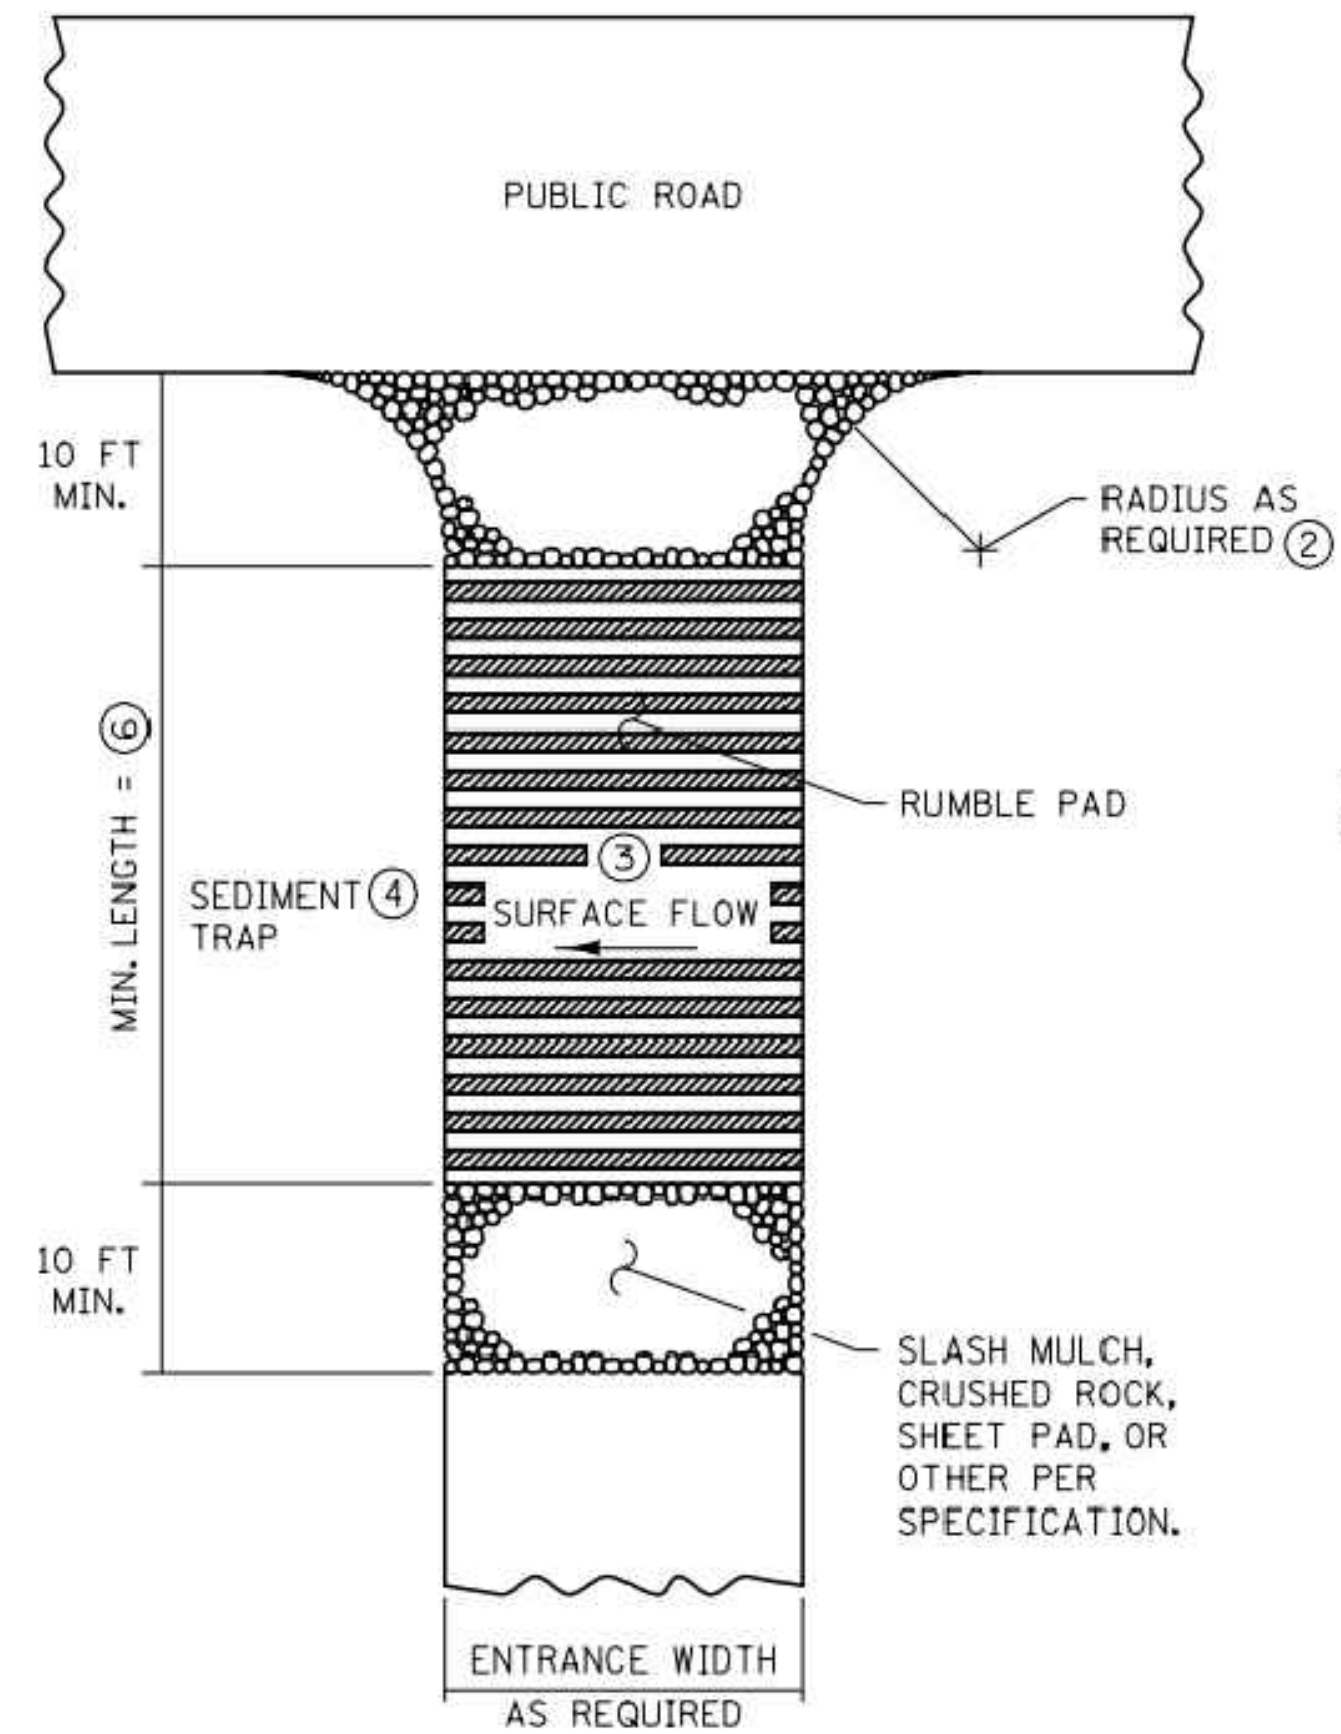 PUBLIC ROAD
10 FT
MIN.
RADIUS AS
REQUIRED 2
MIN. LENGTH = 6
RUMBLE PAD
3
SEDIMENT 4
TRAP
SURFACE FLOW
10 FT
MIN.
SLASH MULCH,
CRUSHED ROCK,
SHEET PAD, OR
OTHER PER
SPECIFICATION.
ENTRANCE WIDTH
AS REQUIRED